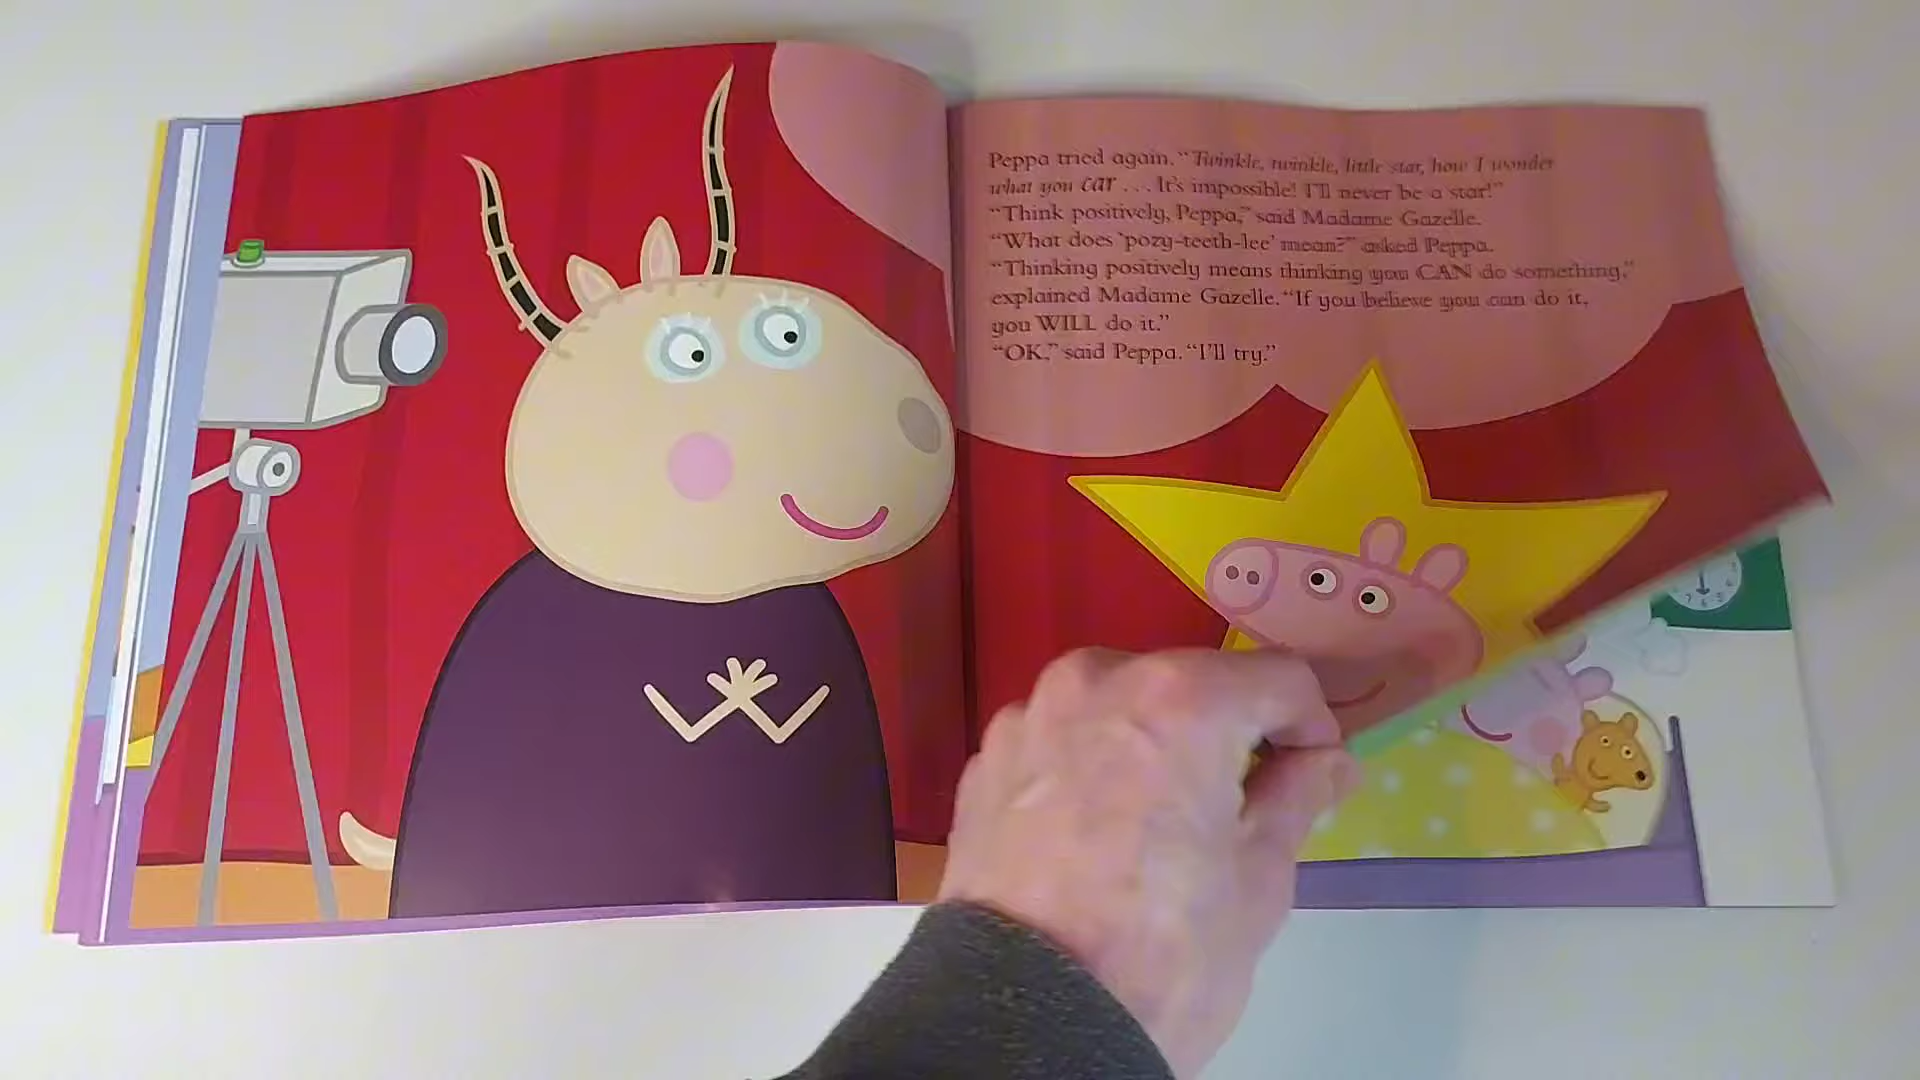 Peppa tried again. “Twinkle, twinkle, little star, how I wonder
what you car . . . It’s impossible! I’ll never be a star!”
“Think positively, Peppa,” said Madame Gazelle.
“What does ‘pozy-teeth-lee’ mean?” asked Peppa.
“Thinking positively means thinking you CAN do something,”
explained Madame Gazelle. “If you believe you can do it,
you WILL do it.”
“OK,” said Peppa. “I’ll try.”